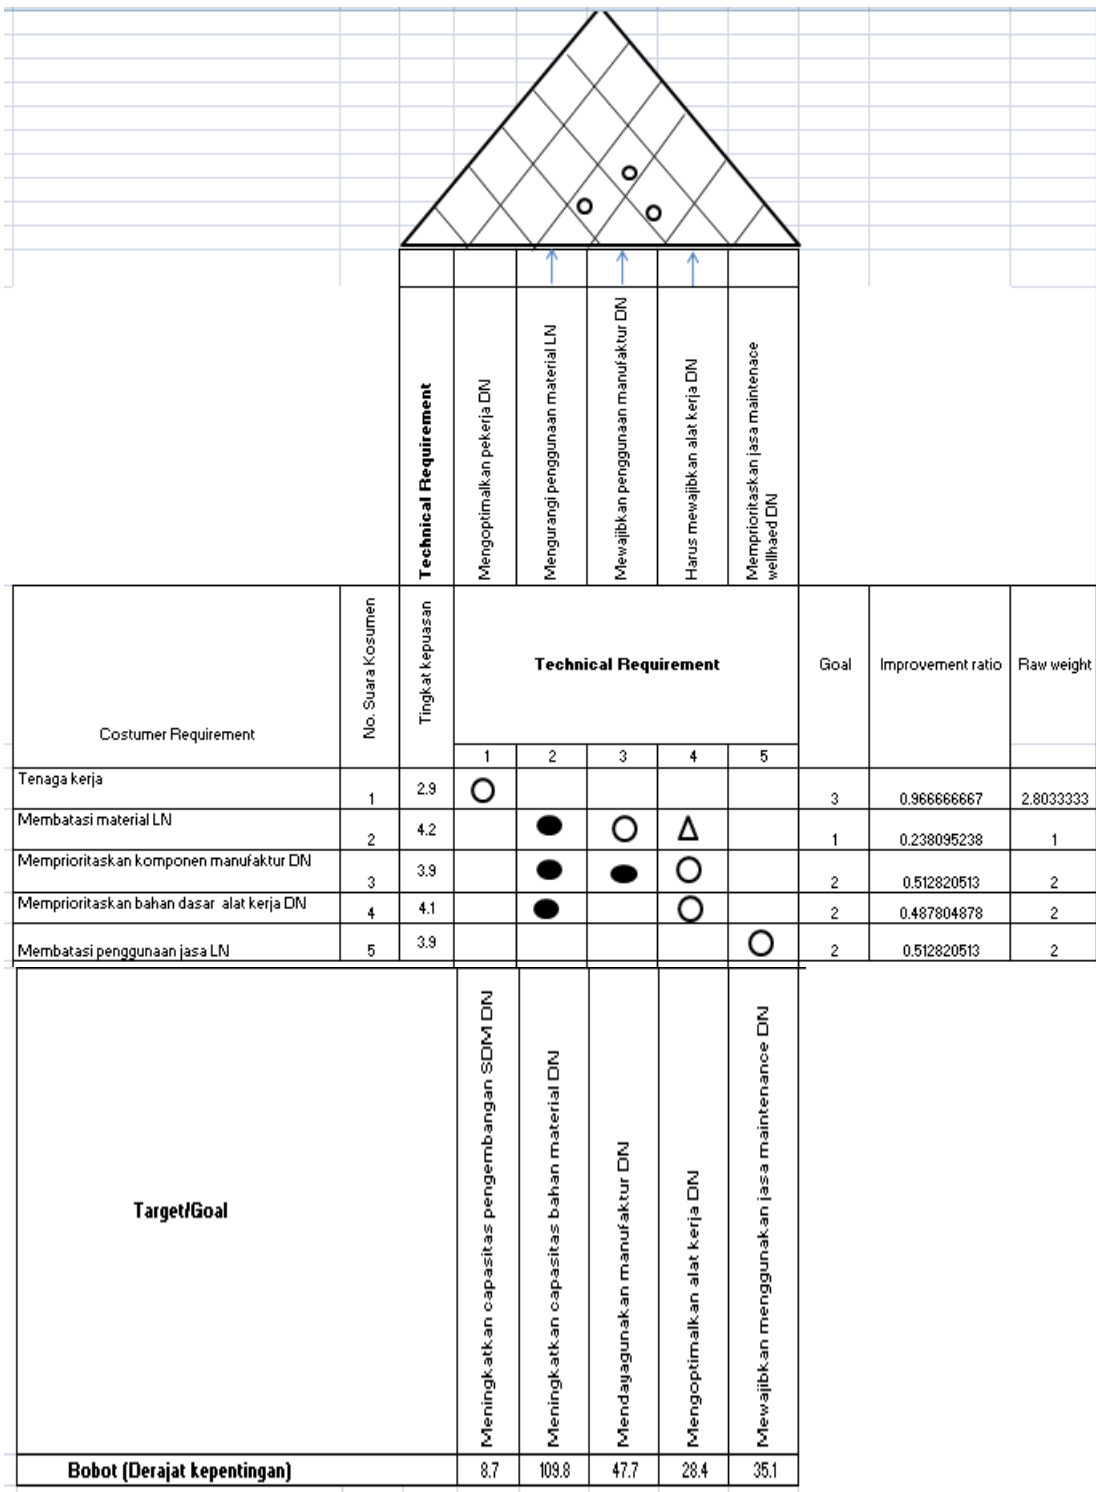 Technical Requirement
Mengoptimalkan pekerja DN
Mengurangi penggunaan material LN
Mewajibkan penggunaan manufaktur DN
Harus mewajibkan alat kerja DN
Memprioritaskan jasa maintenace
wellhaed DN
Costumer Requirement
No. Suara Kosumen
Tingkat kepuasan
Technical Requirement
Goal
Improvement ratio
Raw weight
1 2 3 4 5
Tenaga kerja 1 2.9 3 0.966666667 2.8033333
Membatasi material LN 2 4.2 1 0.238095238 1
Memprioritaskan komponen manufaktur DN 3 3.9 2 0.512820513 2
Memprioritaskan bahan dasar alat kerja DN 4 4.1 2 0.487804878 2
Membatasi penggunaan jasa LN 5 3.9 2 0.512820513 2
Target/Goal
Meningkatkan capasitas pengembangan SDM DN
Meningkatkan capasitas bahan material DN
Mendayagunakan manufaktur DN
Mengoptimalkan alat kerja DN
Mewajibkan menggunakan jasa maintenance DN
Bobot (Derajat kepentingan) 8.7 109.8 47.7 28.4 35.1